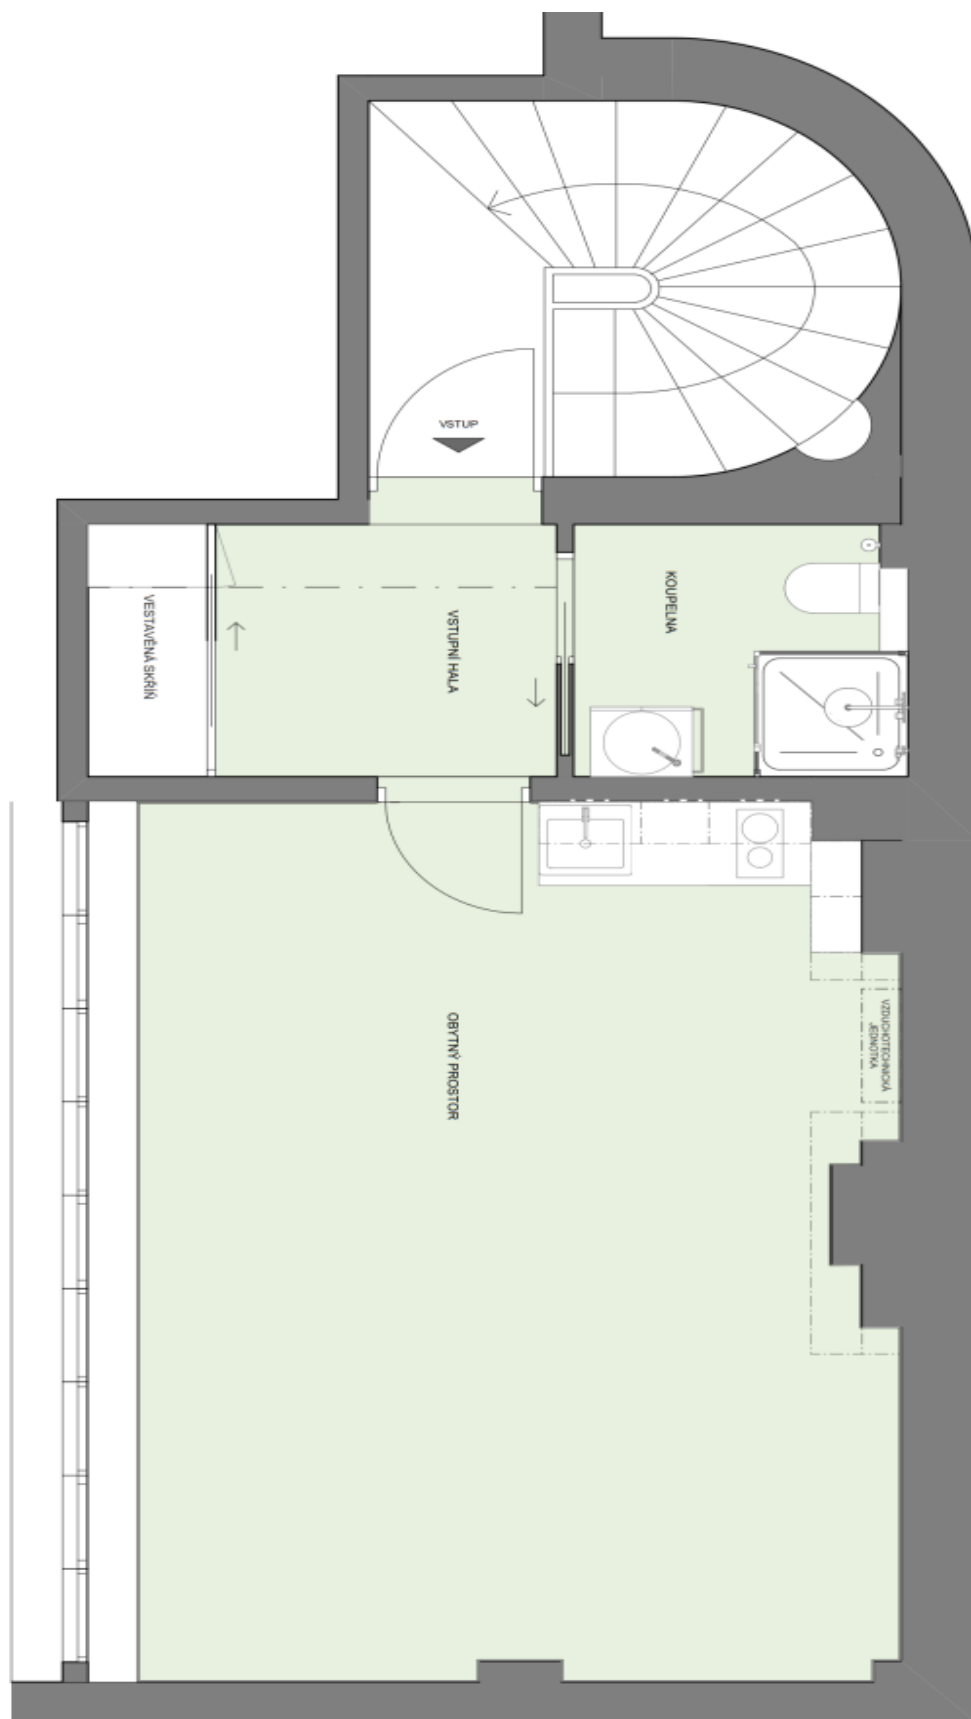 VSTUP
KOUPELNA
VESTAVĚNÁ SKŘÍŇ
VSTUPNÍ HALA
VZDUCHOTECHNICKÁ
JEDNOTKA
OBYTNÝ PROSTOR